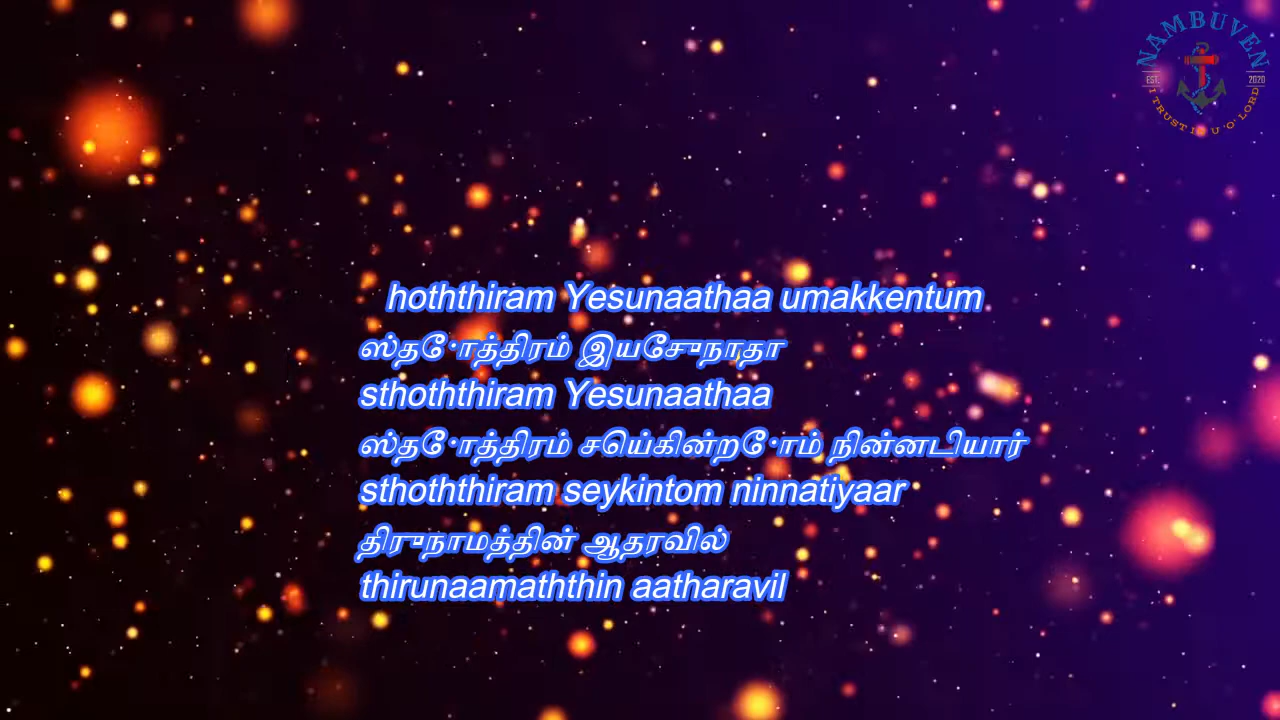 NAMBUVEN
EST. 2020
I TRUST IN U 'O' LORD
hoththiram Yesunaathaa umakkentum
ஸ்தோத்திரம் இயேசுநாதா
sthoththiram Yesunaathaa
ஸ்தோத்திரம் செய்கின்றோம் நின்னடியார்
sthoththiram seykintom ninnatiyaar
திருநாமத்தின் ஆதரவில்
thirunaamaththin aatharavil